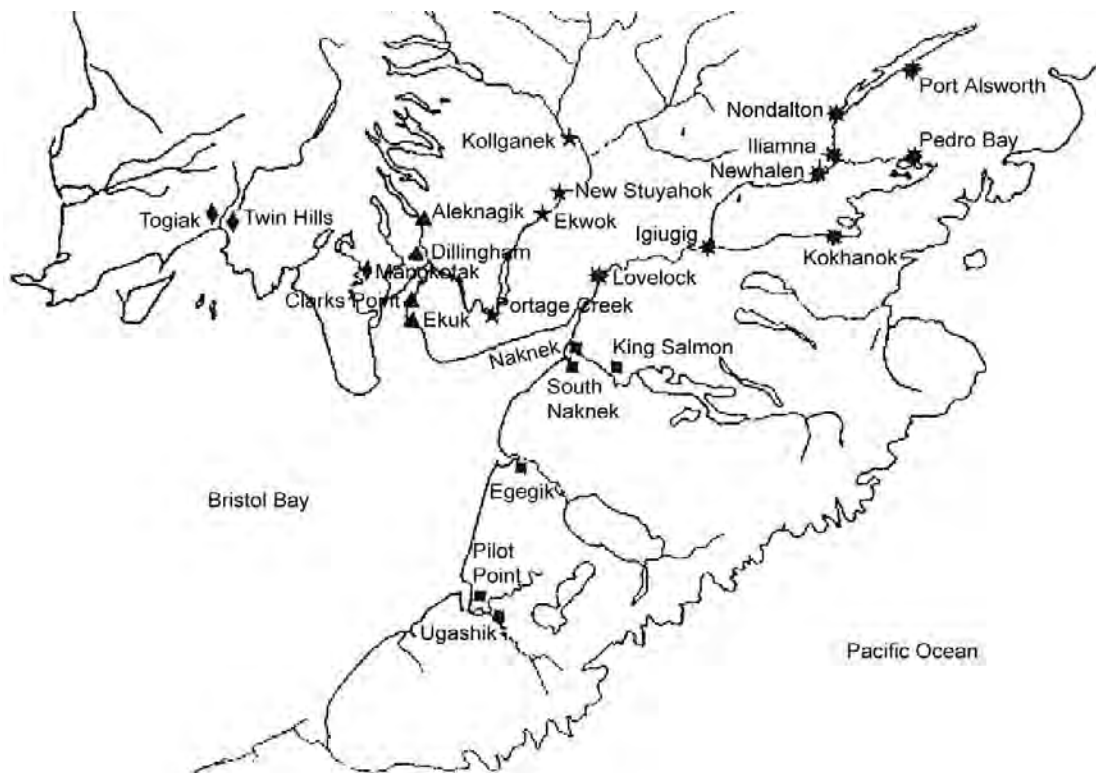 Port Alsworth
Nondalton
Kollganek
Iliamna
Pedro Bay
Newhalen
New Stuyahok
Togiak
Twin Hills
Aleknagik
Ekwok
Igiugig
Dillingham
Kokhanok
Manokotak
Lovelock
Clarks Point
Portage Creek
Ekuk
Naknek
King Salmon
South
Naknek
Egegik
Bristol Bay
Pilot
Point
Ugashik
Pacific Ocean